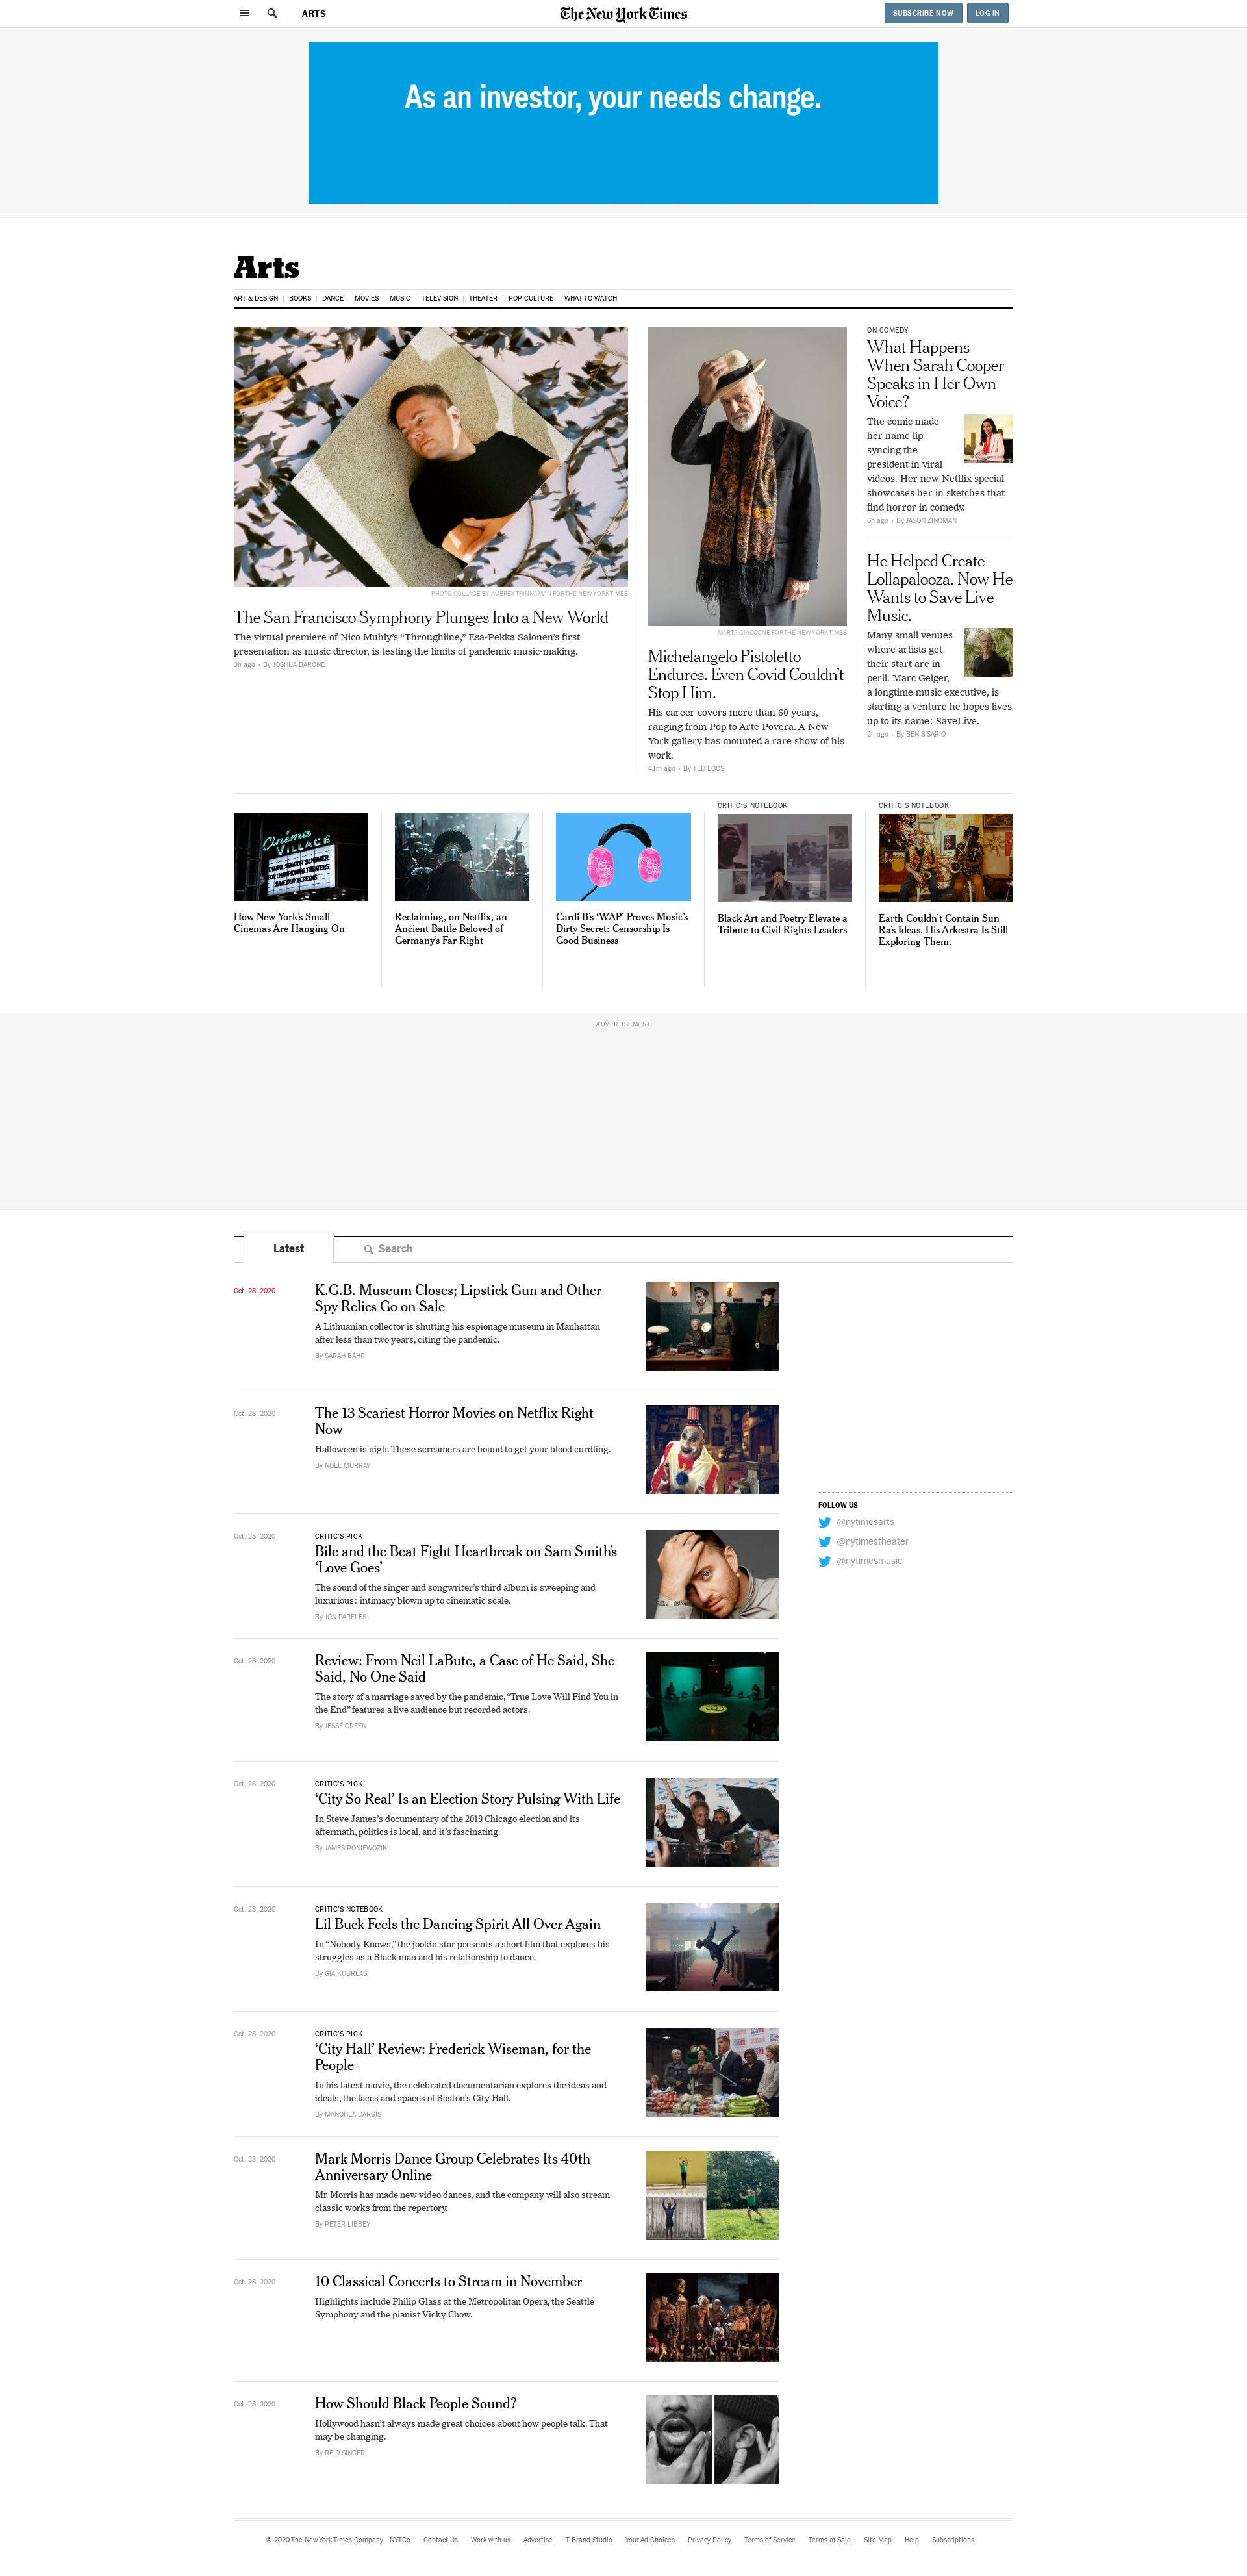 ARTS
The New York Times
SUBSCRIBE NOW
LOG IN
As an investor, your needs change.
Arts
ART & DESIGN
BOOKS
DANCE
MOVIES
MUSIC
TELEVISION
THEATER
POP CULTURE
WHAT TO WATCH
PHOTO COLLAGE BY AUBREY TRINNAMAN FOR THE NEW YORK TIMES
The San Francisco Symphony Plunges Into a New World
The virtual premiere of Nico Muhly’s “Throughline,” Esa-Pekka Salonen’s first
presentation as music director, is testing the limits of pandemic music-making.
3h ago • By JOSHUA BARONE
MARTA GIACCONE FOR THE NEW YORK TIMES
Michelangelo Pistoletto
Endures. Even Covid Couldn’t
Stop Him.
His career covers more than 60 years,
ranging from Pop to Arte Povera. A New
York gallery has mounted a rare show of his
work.
41m ago • By TED LOOS
ON COMEDY
What Happens
When Sarah Cooper
Speaks in Her Own
Voice?
The comic made
her name lip-
syncing the
president in viral
videos. Her new Netflix special
showcases her in sketches that
find horror in comedy.
6h ago • By JASON ZINOMAN
He Helped Create
Lollapalooza. Now He
Wants to Save Live
Music.
Many small venues
where artists get
their start are in
peril. Marc Geiger,
a longtime music executive, is
starting a venture he hopes lives
up to its name: SaveLive.
2h ago • By BEN SISARIO
Cinema
VILLAGE
THANKS SENATOR SCHUMER
FOR CHAMPIONING THEATERS
SAVE OUR SCREENS
How New York’s Small
Cinemas Are Hanging On
Reclaiming, on Netflix, an
Ancient Battle Beloved of
Germany’s Far Right
Cardi B’s ‘WAP’ Proves Music’s
Dirty Secret: Censorship Is
Good Business
CRITIC’S NOTEBOOK
Black Art and Poetry Elevate a
Tribute to Civil Rights Leaders
CRITIC’S NOTEBOOK
Earth Couldn’t Contain Sun
Ra’s Ideas. His Arkestra Is Still
Exploring Them.
ADVERTISEMENT
Latest
Search
Oct. 28, 2020
K.G.B. Museum Closes; Lipstick Gun and Other
Spy Relics Go on Sale
A Lithuanian collector is shutting his espionage museum in Manhattan
after less than two years, citing the pandemic.
By SARAH BAHR
Oct. 28, 2020
The 13 Scariest Horror Movies on Netflix Right
Now
Halloween is nigh. These screamers are bound to get your blood curdling.
By NOEL MURRAY
Oct. 28, 2020
CRITIC’S PICK
Bile and the Beat Fight Heartbreak on Sam Smith’s
‘Love Goes’
The sound of the singer and songwriter’s third album is sweeping and
luxurious: intimacy blown up to cinematic scale.
By JON PARELES
Oct. 28, 2020
Review: From Neil LaBute, a Case of He Said, She
Said, No One Said
The story of a marriage saved by the pandemic, “True Love Will Find You in
the End” features a live audience but recorded actors.
By JESSE GREEN
Oct. 28, 2020
CRITIC’S PICK
‘City So Real’ Is an Election Story Pulsing With Life
In Steve James’s documentary of the 2019 Chicago election and its
aftermath, politics is local, and it’s fascinating.
By JAMES PONIEWOZIK
Oct. 28, 2020
CRITIC’S NOTEBOOK
Lil Buck Feels the Dancing Spirit All Over Again
In “Nobody Knows,” the jookin star presents a short film that explores his
struggles as a Black man and his relationship to dance.
By GIA KOURLAS
Oct. 28, 2020
CRITIC’S PICK
‘City Hall’ Review: Frederick Wiseman, for the
People
In his latest movie, the celebrated documentarian explores the ideas and
ideals, the faces and spaces of Boston’s City Hall.
By MANOHLA DARGIS
Oct. 28, 2020
Mark Morris Dance Group Celebrates Its 40th
Anniversary Online
Mr. Morris has made new video dances, and the company will also stream
classic works from the repertory.
By PETER LIBBEY
Oct. 28, 2020
10 Classical Concerts to Stream in November
Highlights include Philip Glass at the Metropolitan Opera, the Seattle
Symphony and the pianist Vicky Chow.
Oct. 28, 2020
How Should Black People Sound?
Hollywood hasn’t always made great choices about how people talk. That
may be changing.
By REID SINGER
FOLLOW US
@nytimesarts
@nytimestheater
@nytimesmusic
© 2020 The New York Times Company
NYTCo
Contact Us
Work with us
Advertise
T Brand Studio
Your Ad Choices
Privacy Policy
Terms of Service
Terms of Sale
Site Map
Help
Subscriptions